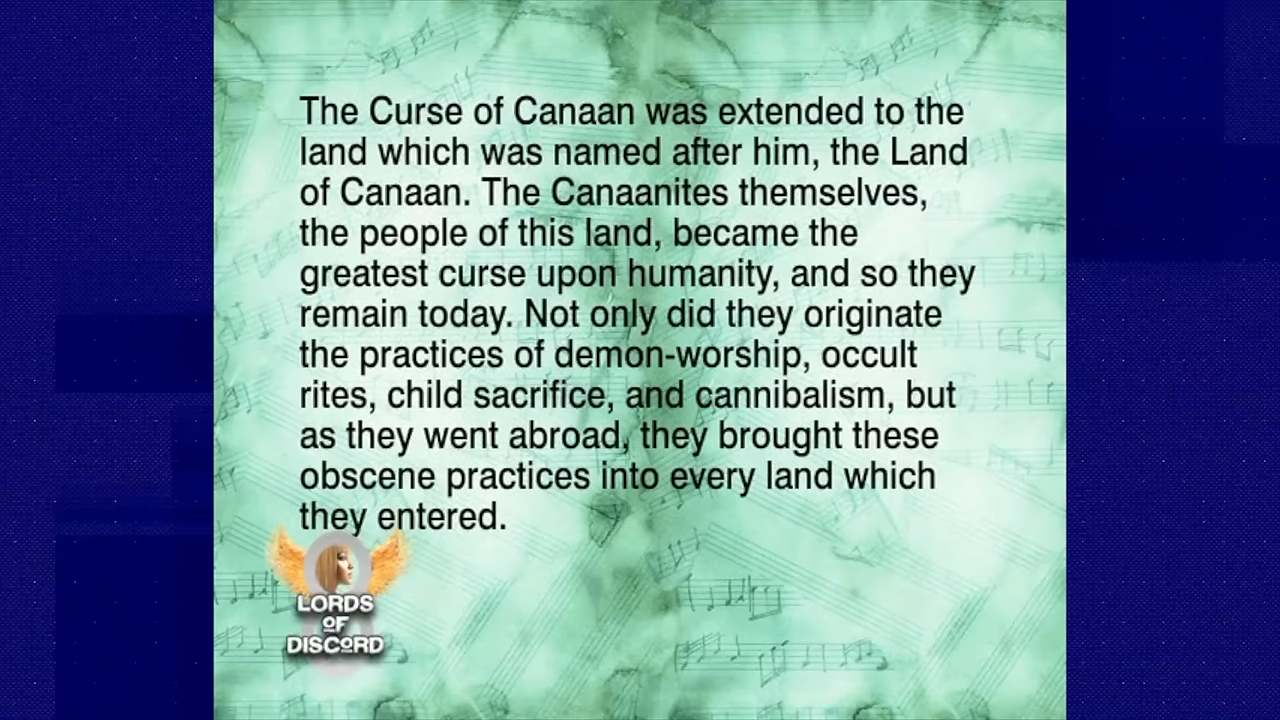 The Curse of Canaan was extended to the
land which was named after him, the Land
of Canaan. The Canaanites themselves,
the people of this land, became the
greatest curse upon humanity, and so they
remain today. Not only did they originate
the practices of demon-worship, occult
rites, child sacrifice, and cannibalism, but
as they went abroad, they brought these
obscene practices into every land which
they entered.
LORDS
OF
DISCORD